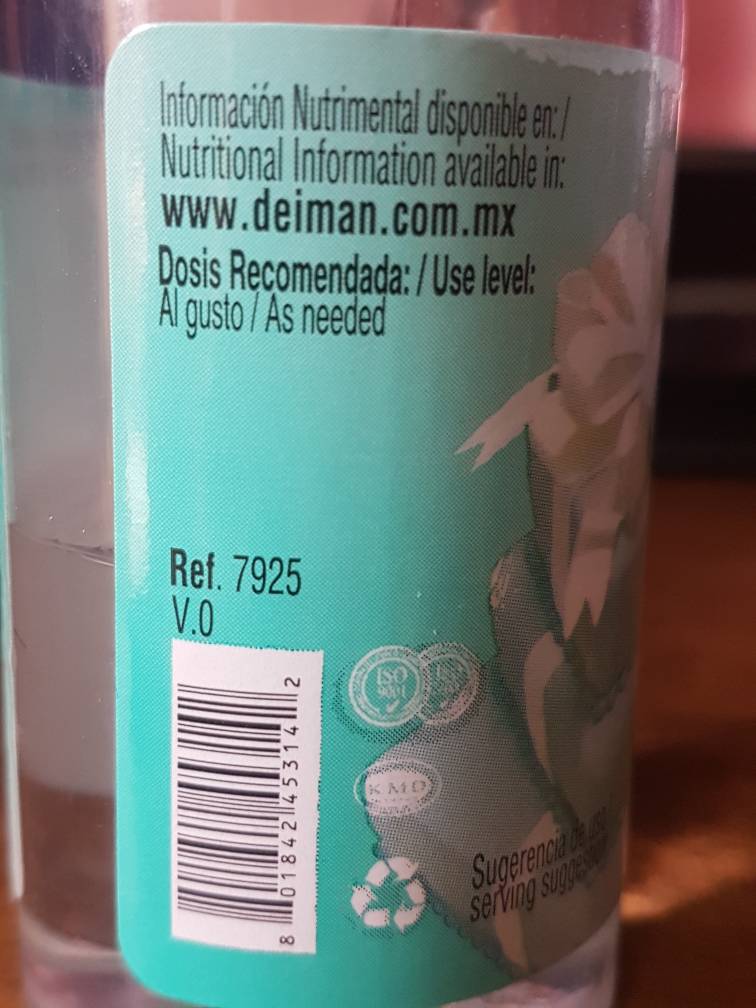 Información Nutrimental disponible en: /
Nutritional Information available in:
www.deiman.com.mx
Dosis Recomendada: / Use level:
Al gusto / As needed
Ref. 7925
V.0
ISO
9001
KMD
8 01842 45314 2
Sugerencia de uso
serving suggestion